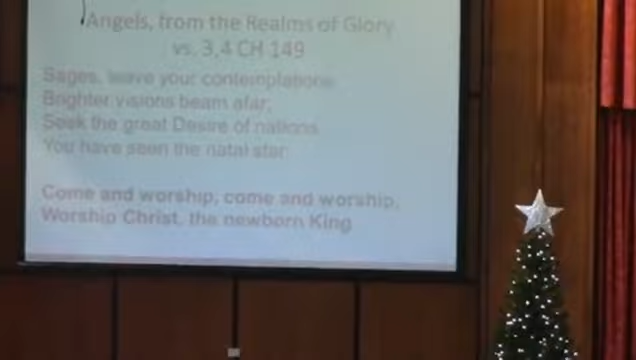 Angels, from the Realms of Glory
vs. 3,4 CH 149
Sages, leave your contemplations
Brighter visions beam afar;
Seek the great Desire of nations
You have seen the natal star:
Come and worship, come and worship,
Worship Christ, the newborn King